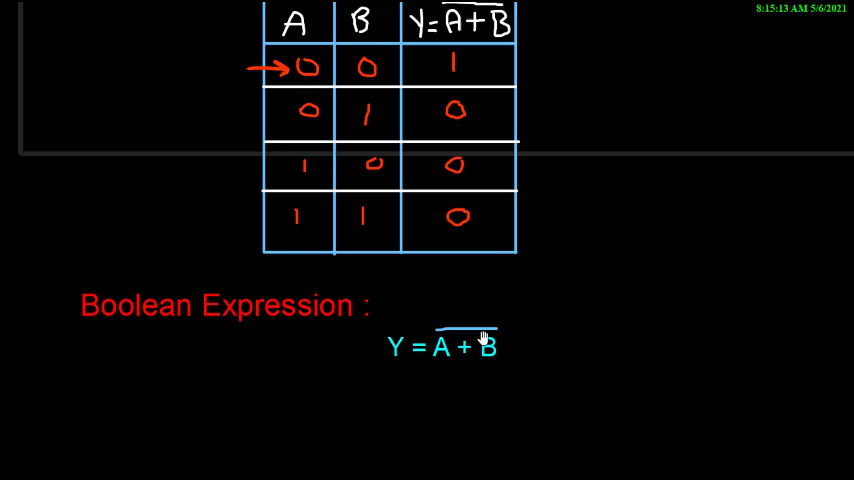 8:15:13 AM 5/6/2021
A B Y=A̅+̅B̅
0 0 1
0 1 0
1 0 0
1 1 0
Boolean Expression :
Y = A̅ ̅+̅ ̅B̅